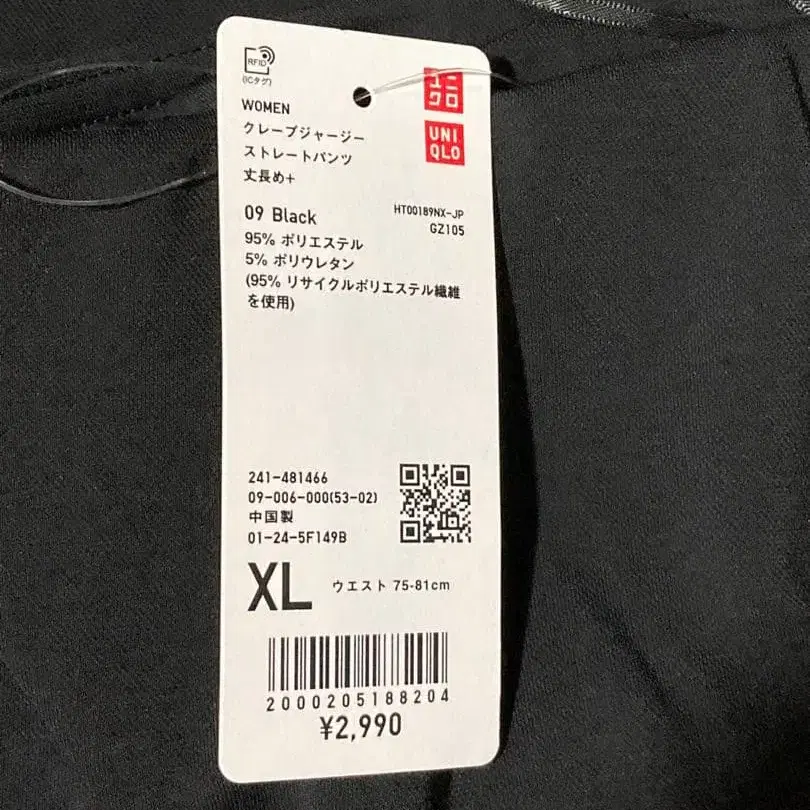 RFID
(ICタグ)
ユニ
クロ
UNI
QLO
WOMEN
クレープジャージー
ストレートパンツ
丈長め+
09 Black
HT00189NX-JP
GZ105
95% ポリエステル
5% ポリウレタン
(95% リサイクルポリエステル繊維
を使用)
241-481466
09-006-000(53-02)
中国製
01-24-5F149B
XL ウエスト 75-81cm
2000205188204
¥2,990